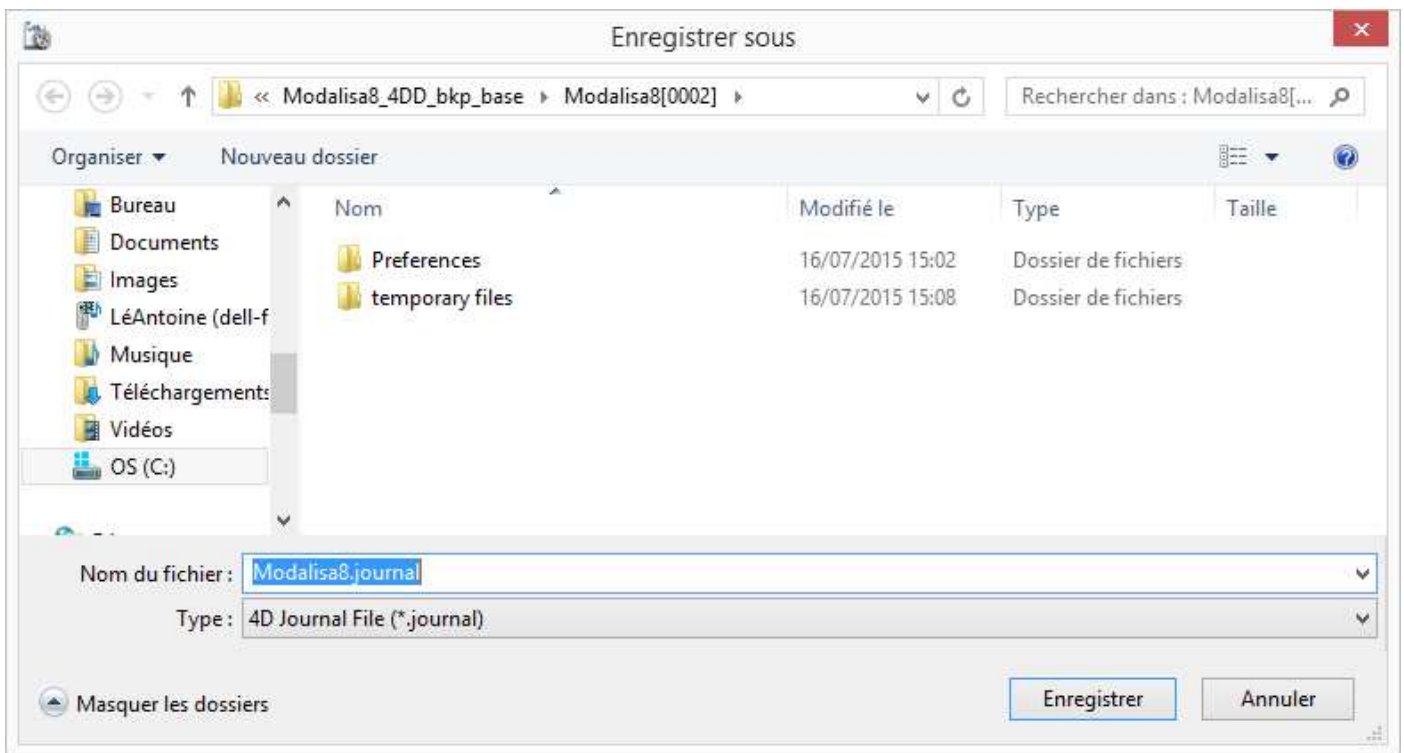 Enregistrer sous
« Modalisa8_4DD_bkp_base Modalisa8[0002]
Rechercher dans : Modalisa8[...
Organiser Nouveau dossier
Bureau
Documents
Images
LéAntoine (dell-f
Musique
Téléchargements
Vidéos
OS (C:)
Nom Modifié le Type Taille
Preferences 16/07/2015 15:02 Dossier de fichiers
temporary files 16/07/2015 15:08 Dossier de fichiers
Nom du fichier : Modalisa8.journal
Type : 4D Journal File (*.journal)
Masquer les dossiers
Enregistrer Annuler